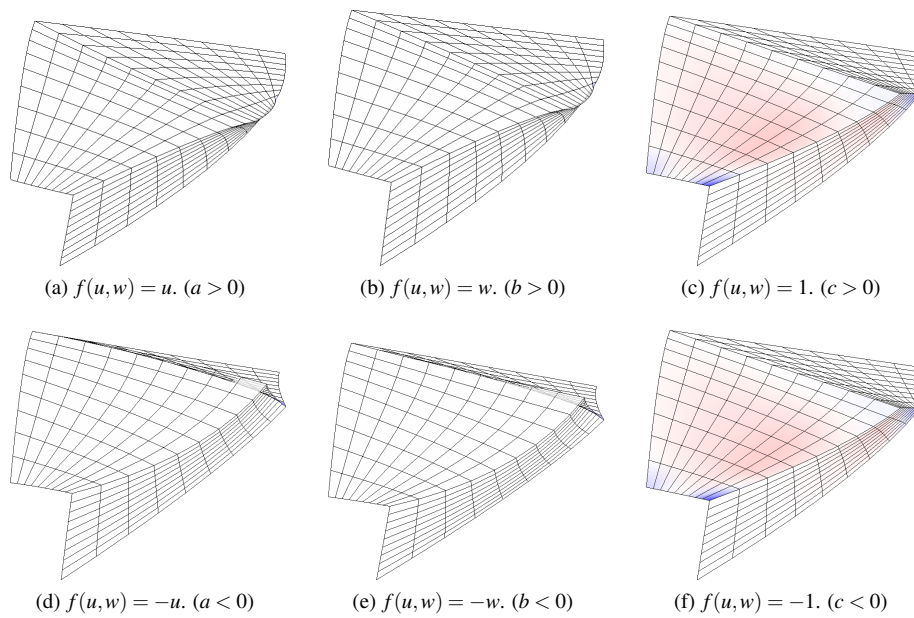 (a) f(u,w) = u. (a > 0)
(b) f(u,w) = w. (b > 0)
(c) f(u,w) = 1. (c > 0)
(d) f(u,w) = −u. (a < 0)
(e) f(u,w) = −w. (b < 0)
(f) f(u,w) = −1. (c < 0)